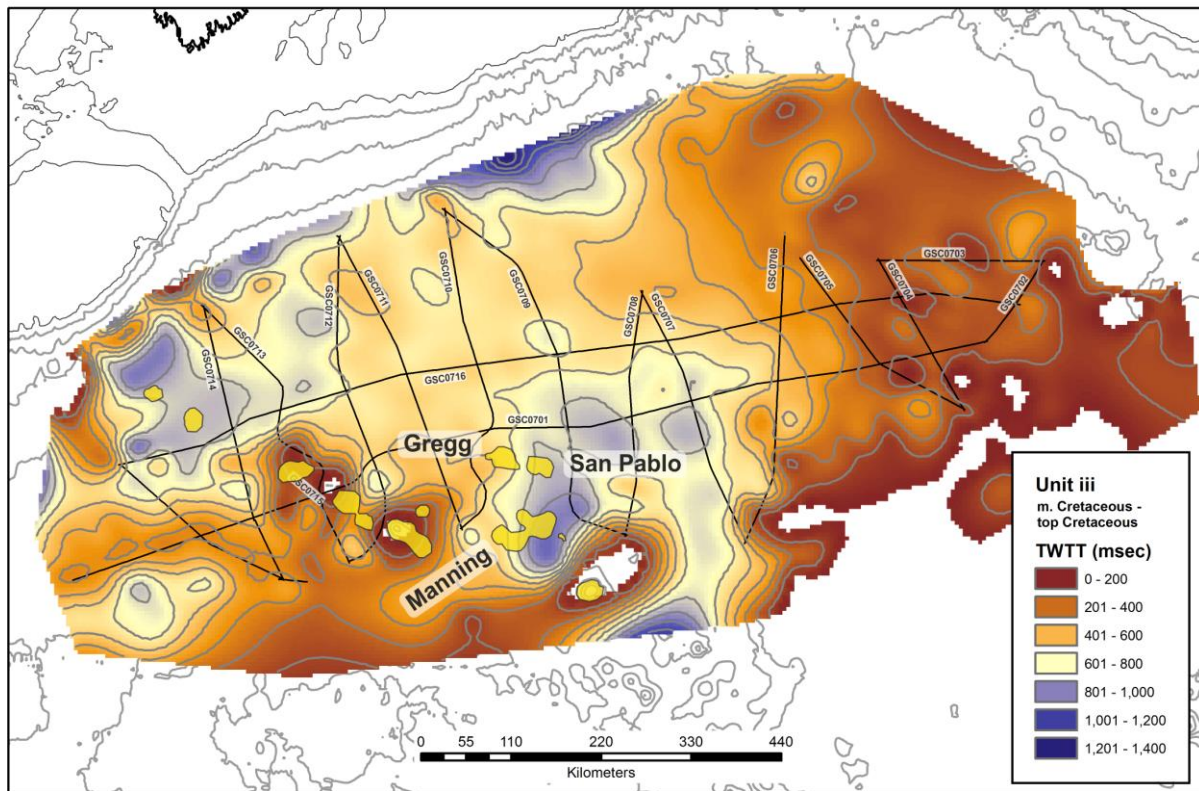 GSC0706
GSC0703
GSC0705
GSC0704
GSC0702
GSC0712
GSC0711
GSC0710
GSC0709
GSC0708
GSC0707
GSC0714
GSC0713
GSC0716
GSC0701
Gregg
San Pablo
GSC0715
Manning
Unit iii
m. Cretaceous -
top Cretaceous
TWTT (msec)
0 - 200
201 - 400
401 - 600
601 - 800
801 - 1,000
1,001 - 1,200
1,201 - 1,400
0 55 110 220 330 440
Kilometers